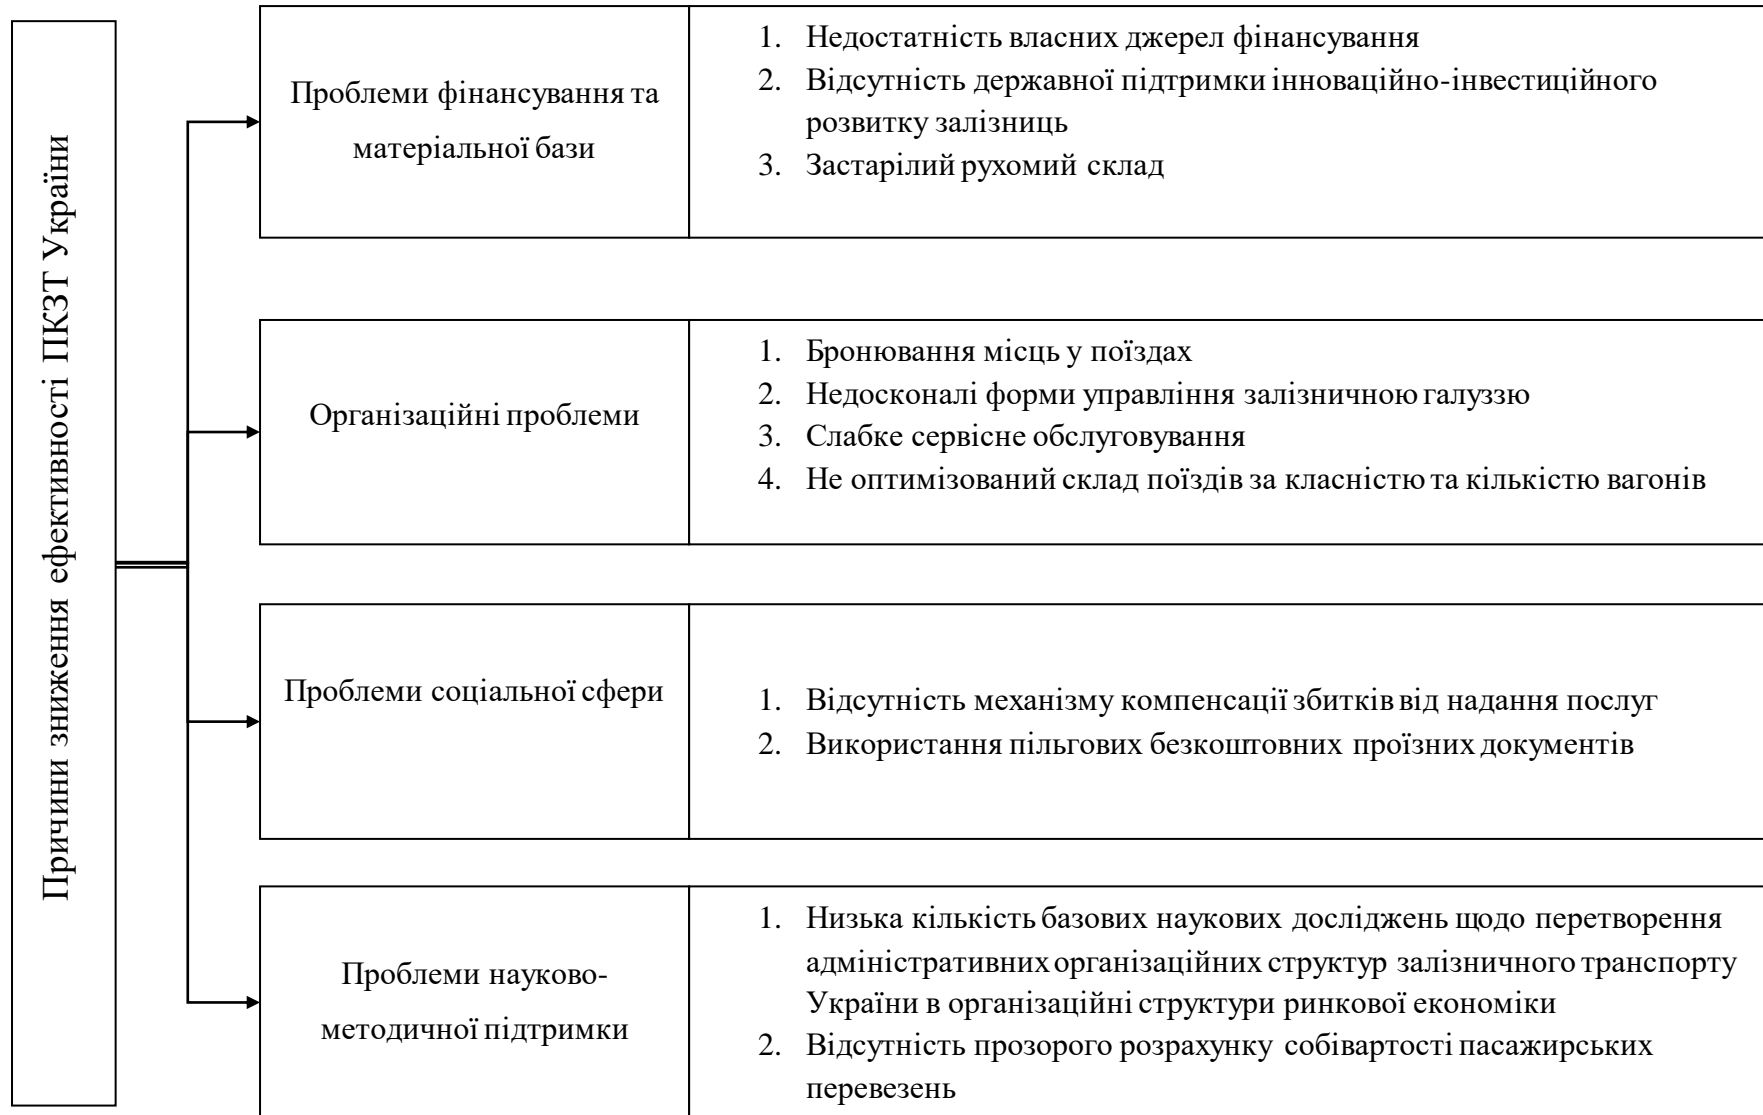 Причини зниження ефективності ПКЗТ України
Проблеми фінансування та
матеріальної бази
1. Недостатність власних джерел фінансування
2. Відсутність державної підтримки інноваційно-інвестиційного
розвитку залізниць
3. Застарілий рухомий склад
Організаційні проблеми
1. Бронювання місць у поїздах
2. Недосконалі форми управління залізничною галуззю
3. Слабке сервісне обслуговування
4. Не оптимізований склад поїздів за класністю та кількістю вагонів
Проблеми соціальної сфери
1. Відсутність механізму компенсації збитків від надання послуг
2. Використання пільгових безкоштовних проїзних документів
Проблеми науково-
методичної підтримки
1. Низька кількість базових наукових досліджень щодо перетворення
адміністративних організаційних структур залізничного транспорту
України в організаційні структури ринкової економіки
2. Відсутність прозорого розрахунку собівартості пасажирських
перевезень